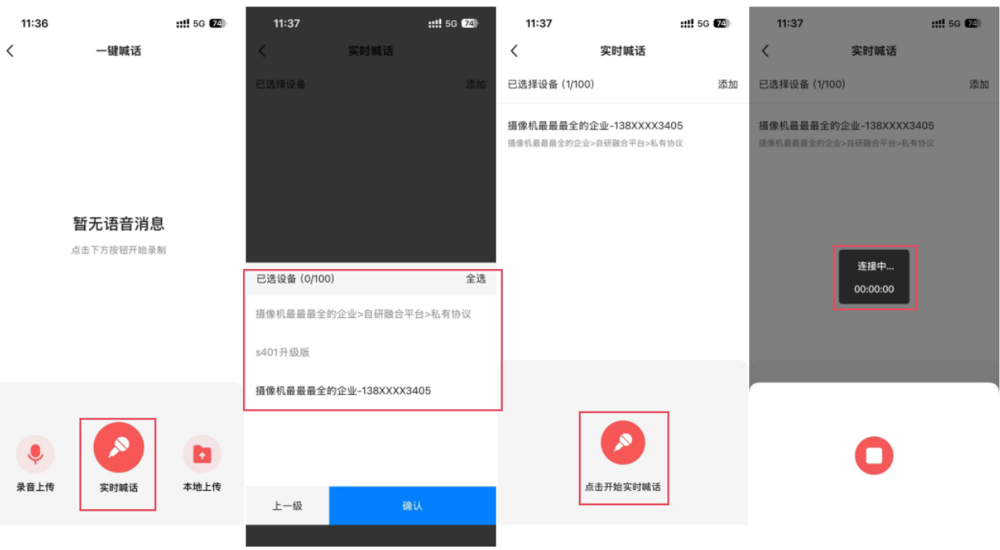 11:36
5G 74
一键喊话
暂无语音消息
点击下方按钮开始录制
录音上传
实时喊话
本地上传
11:37
5G 74
实时喊话
已选择设备
添加
已选设备 (0/100)
全选
摄像机最最最全的企业>自研融合平台>私有协议
s401升级版
摄像机最最最全的企业-138XXXX3405
上一级
确认
11:37
5G 74
实时喊话
已选择设备 (1/100)
添加
摄像机最最最全的企业-138XXXX3405
摄像机最最最全的企业>自研融合平台>私有协议
点击开始实时喊话
11:37
5G 74
实时喊话
已选择设备 (1/100)
添加
摄像机最最最全的企业-138XXXX3405
摄像机最最最全的企业>自研融合平台>私有协议
连接中...
00:00:00